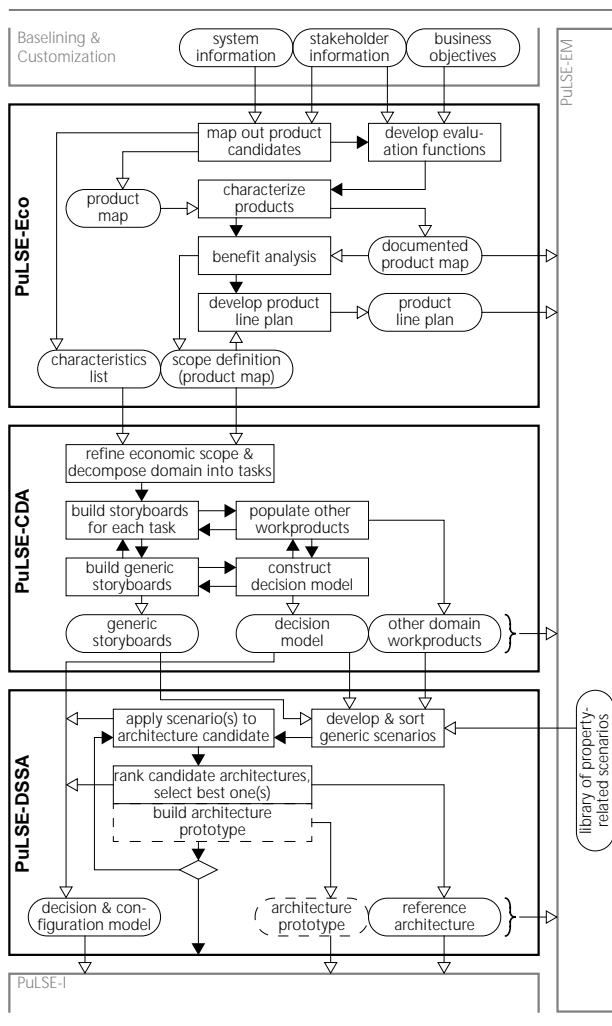 Baselining &
Customization
system
information
stakeholder
information
business
objectives
PuLSE-EM
PuLSE-Eco
map out product
candidates
develop evalu-
ation functions
product
map
characterize
products
benefit analysis
documented
product map
develop product
line plan
product
line plan
characteristics
list
scope definition
(product map)
PuLSE-CDA
refine economic scope &
decompose domain into tasks
build storyboards
for each task
populate other
workproducts
build generic
storyboards
construct
decision model
generic
storyboards
decision
model
other domain
workproducts
}
PuLSE-DSSA
apply scenario(s) to
architecture candidate
develop & sort
generic scenarios
library of property-
related scenarios
rank candidate architectures,
select best one(s)
build architecture
prototype
decision & con-
figuration model
architecture
prototype
reference
architecture
}
PuLSE-I